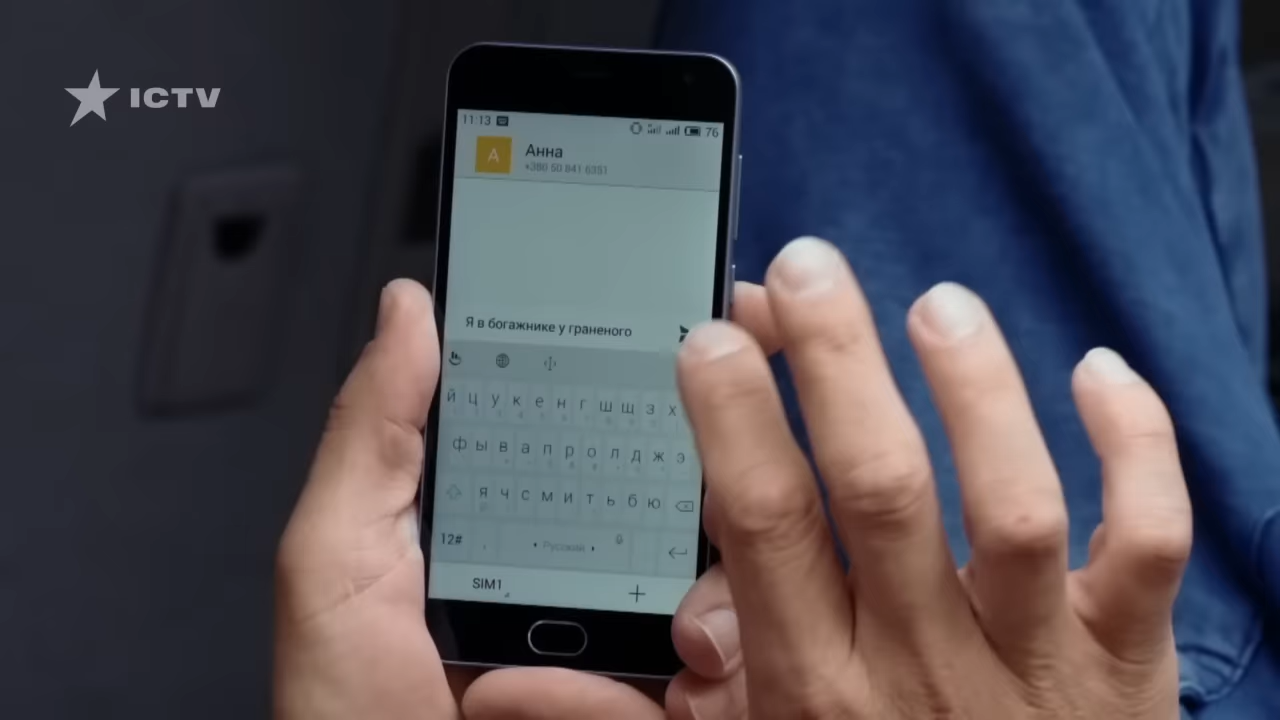 ICTV
11:13 76
А Анна
+380 50 841 6351
Я в богажнике у граненого
й ц у к е н г ш щ з х
ф ы в а п р о л д ж э
я ч с м и т ь б ю
12# , Русский
SIM1